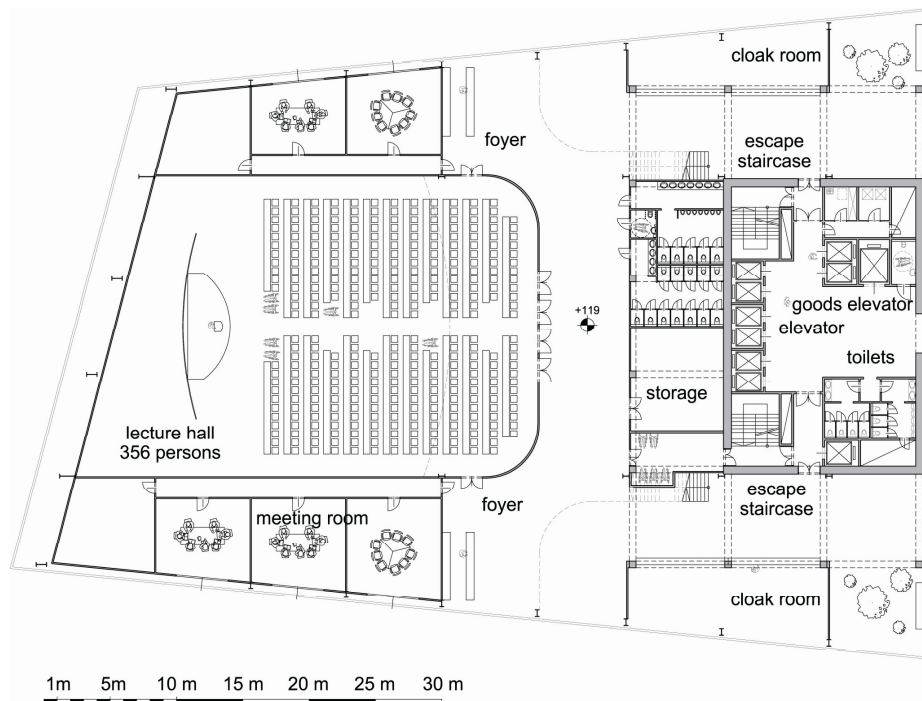 cloak room
foyer
escape
staircase
+119
goods elevator
elevator
toilets
storage
lecture hall
356 persons
meeting room
foyer
escape
staircase
cloak room
1m 5m 10 m 15 m 20 m 25 m 30 m